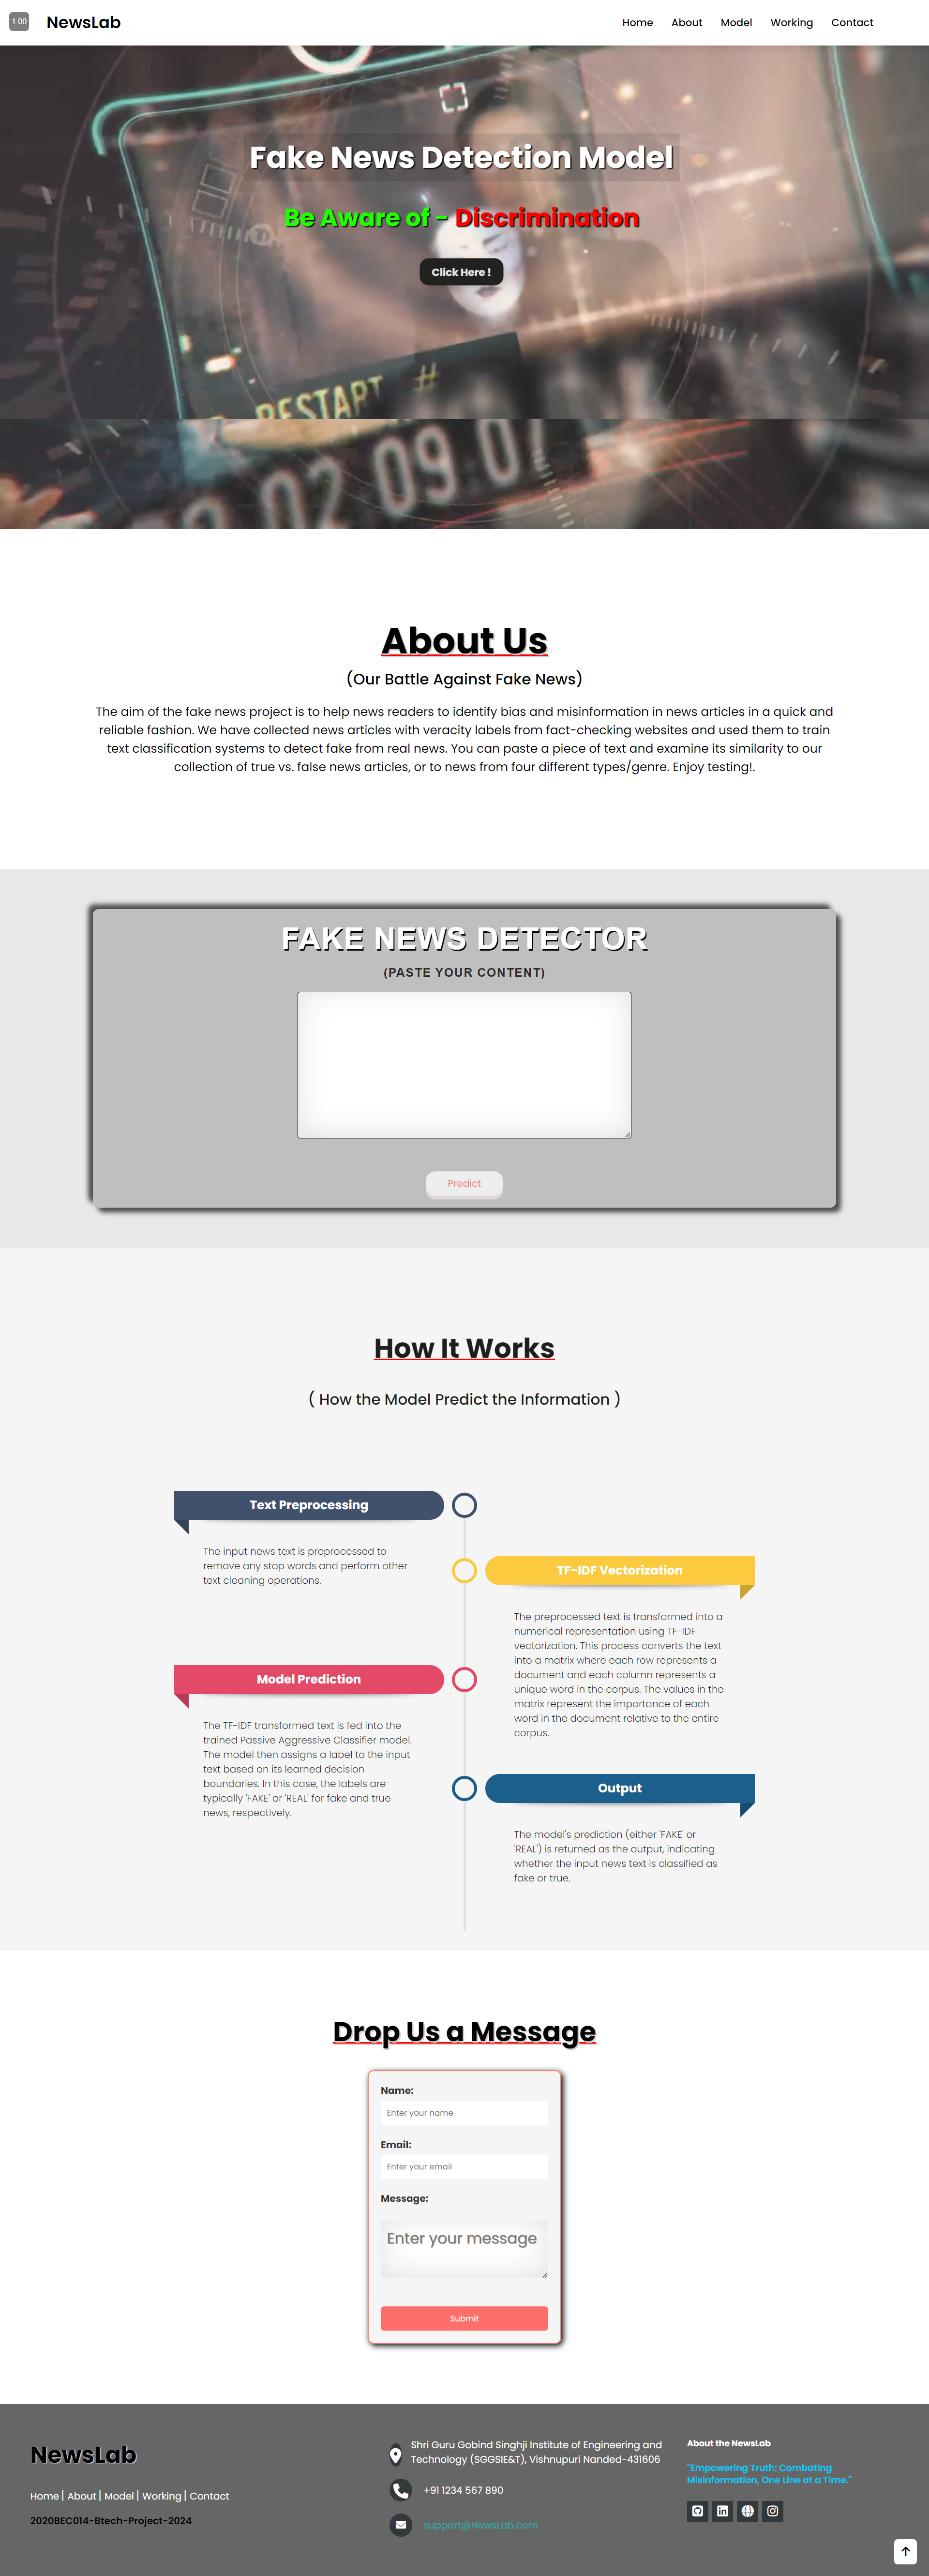 1.00
NewsLab
Home About Model Working Contact
Fake News Detection Model
Be Aware of - Discrimination
Click Here !
RESTART #
02 09 07
About Us
(Our Battle Against Fake News)
The aim of the fake news project is to help news readers to identify bias and misinformation in news articles in a quick and
reliable fashion. We have collected news articles with veracity labels from fact-checking websites and used them to train
text classification systems to detect fake from real news. You can paste a piece of text and examine its similarity to our
collection of true vs. false news articles, or to news from four different types/genre. Enjoy testing!.
FAKE NEWS DETECTOR
(PASTE YOUR CONTENT)
Predict
How It Works
( How the Model Predict the Information )
Text Preprocessing
The input news text is preprocessed to
remove any stop words and perform other
text cleaning operations.
TF-IDF Vectorization
The preprocessed text is transformed into a
numerical representation using TF-IDF
vectorization. This process converts the text
into a matrix where each row represents a
document and each column represents a
unique word in the corpus. The values in the
matrix represent the importance of each
word in the document relative to the entire
corpus.
Model Prediction
The TF-IDF transformed text is fed into the
trained Passive Aggressive Classifier model.
The model then assigns a label to the input
text based on its learned decision
boundaries. In this case, the labels are
typically 'FAKE' or 'REAL' for fake and true
news, respectively.
Output
The model's prediction (either 'FAKE' or
'REAL') is returned as the output, indicating
whether the input news text is classified as
fake or true.
Drop Us a Message
Name:
Enter your name
Email:
Enter your email
Message:
Enter your message
Submit
NewsLab
Home | About | Model | Working | Contact
2020BEC014-Btech-Project-2024
Shri Guru Gobind Singhji Institute of Engineering and
Technology (SGGSIE&T), Vishnupuri Nanded-431606
+91 1234 567 890
support@NewsLab.com
About the NewsLab
"Empowering Truth: Combating
Misinformation, One Line at a Time."